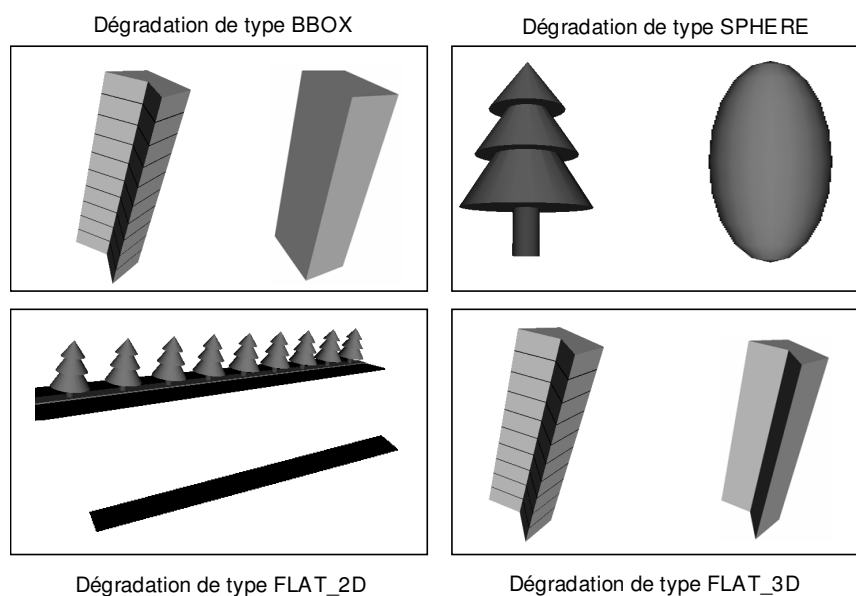 Dégradation de type BBOX
Dégradation de type SPHERE
Dégradation de type FLAT_2D
Dégradation de type FLAT_3D